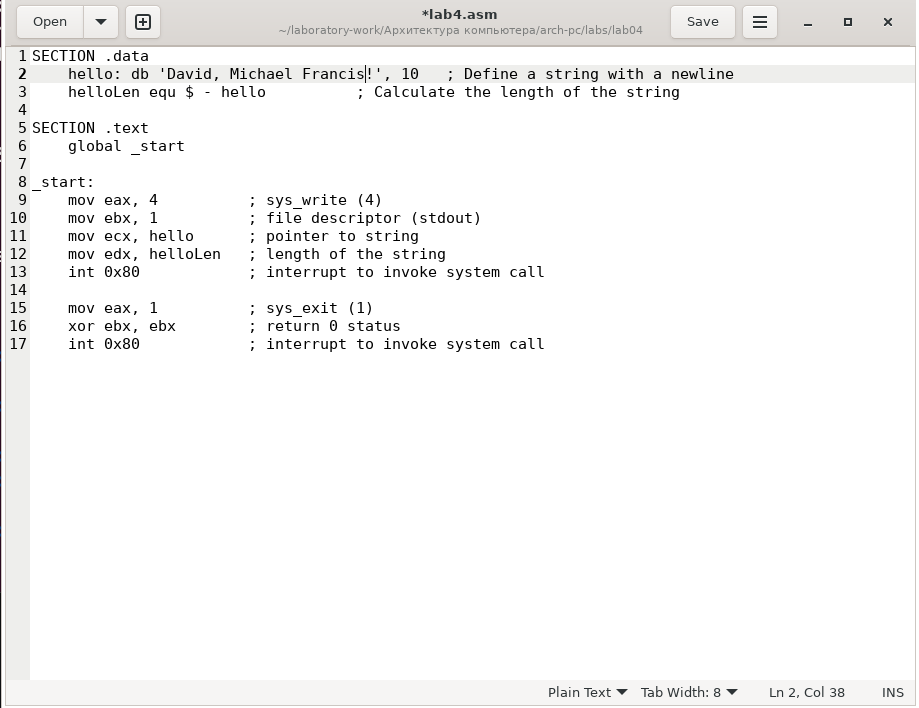 Open
*lab4.asm
~/laboratory-work/Архитектура компьютера/arch-pc/labs/lab04
Save
1 SECTION .data
2     hello: db 'David, Michael Francis!', 10   ; Define a string with a newline
3     helloLen equ $ - hello          ; Calculate the length of the string
4
5 SECTION .text
6     global _start
7
8 _start:
9     mov eax, 4          ; sys_write (4)
10     mov ebx, 1          ; file descriptor (stdout)
11     mov ecx, hello      ; pointer to string
12     mov edx, helloLen   ; length of the string
13     int 0x80            ; interrupt to invoke system call
14
15     mov eax, 1          ; sys_exit (1)
16     xor ebx, ebx        ; return 0 status
17     int 0x80            ; interrupt to invoke system call
Plain Text Tab Width: 8 Ln 2, Col 38 INS